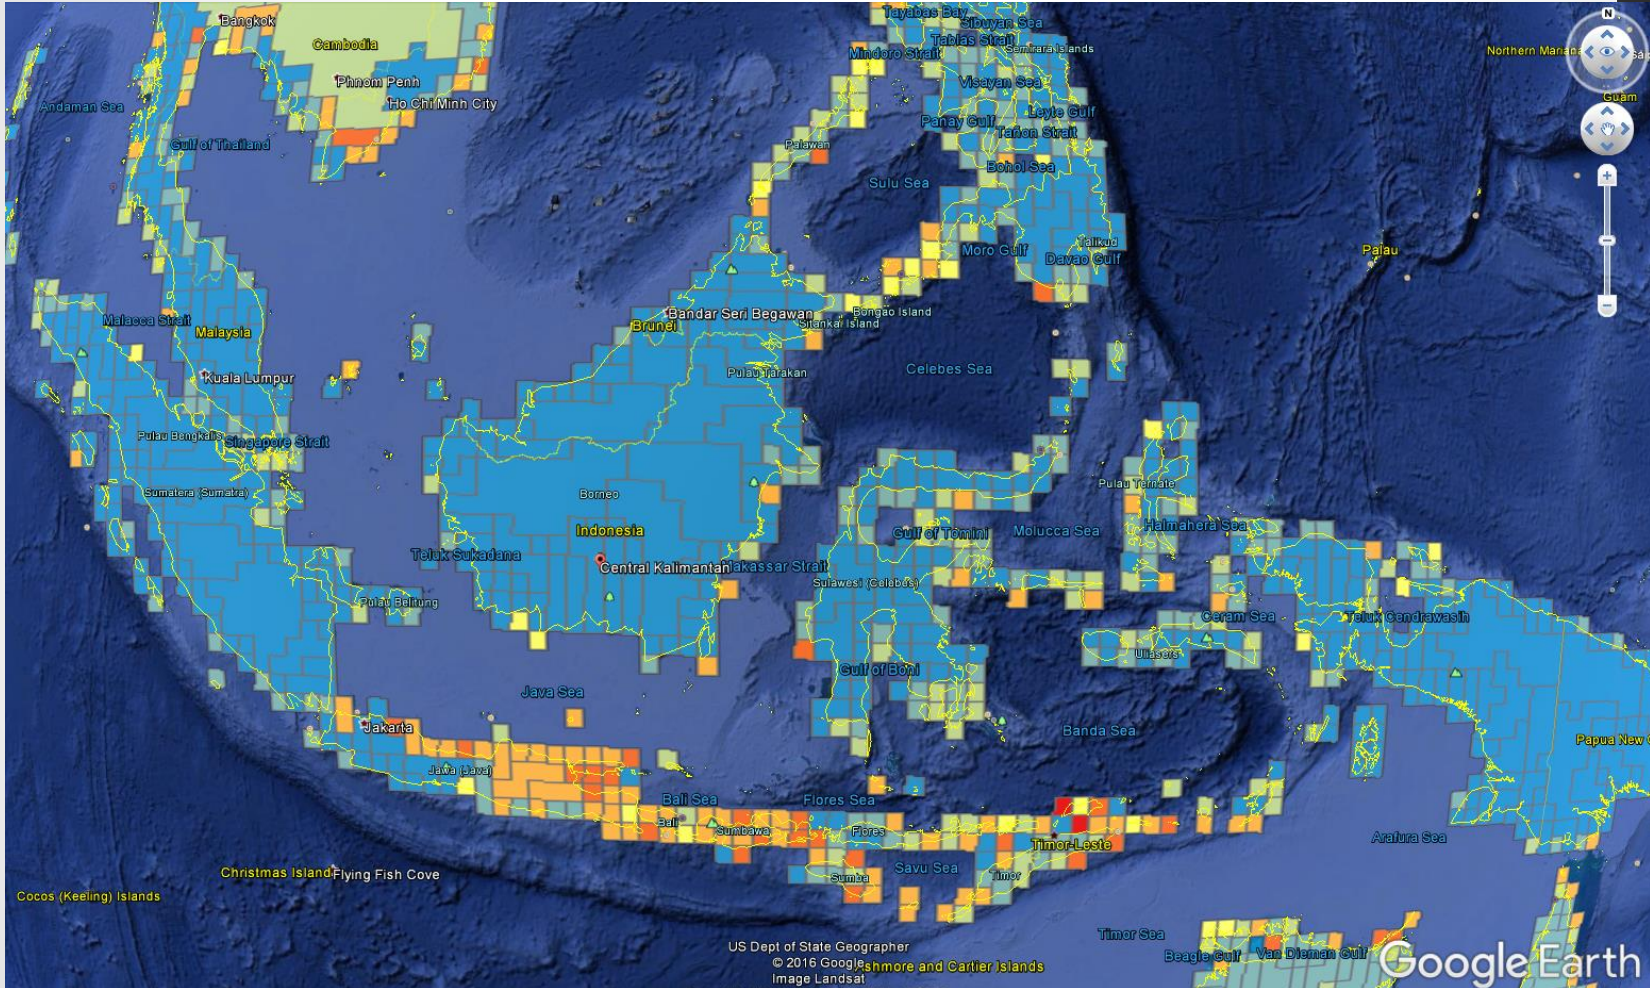 Bangkok
Tayabas Bay
Sibuyan Sea
Cambodia
Tablas Strait
Semirara Islands
Mindoro Strait
Northern Mariana
N
Phnom Penh
Visayan Sea
Guam
Andaman Sea
Ho Chi Minh City
Leyte Gulf
Panay Gulf
Tanon Strait
Gulf of Thailand
Palawan
Bohol Sea
Sulu Sea
Moro Gulf
Talikud
Davao Gulf
Palau
Malacca Strait
Malaysia
Brunei
Bandar Seri Begawan
Bongao Island
Sitankai Island
Kuala Lumpur
Pulau Tarakan
Celebes Sea
Pulau Bengkalis
Singapore Strait
Sumatera (Sumatra)
Borneo
Pulau Ternate
Indonesia
Gulf of Tomini
Molucca Sea
Halmahera Sea
Teluk Sukadana
Central Kalimantan
Makassar Strait
Sulawesi (Celebes)
Pulau Belitung
Ceram Sea
Teluk Cendrawasih
Uliasers
Gulf of Boni
Java Sea
Jakarta
Banda Sea
Papua New
Jawa (Java)
Bali Sea
Flores Sea
Bali
Sumbawa
Flores
Timor-Leste
Arafura Sea
Christmas Island
Flying Fish Cove
Savu Sea
Sumba
Timor
Cocos (Keeling) Islands
Timor Sea
Beagle Gulf
Van Dieman Gulf
US Dept of State Geographer
© 2016 Google
Image Landsat
Ashmore and Cartier Islands
Google Earth